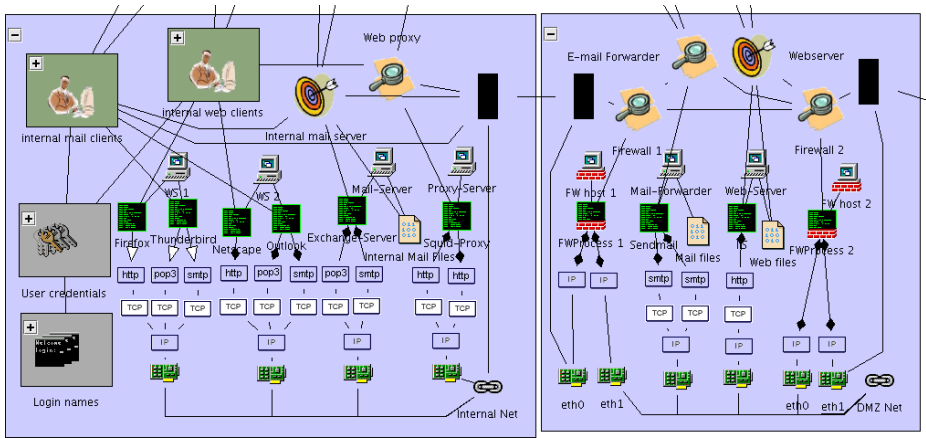 Web proxy
internal mail clients
internal web clients
Internal mail server
WS 1
WS 2
Mail-Server
Proxy-Server
Firefox
Thunderbird
Netscape
Outlook
Exchange-Server
Internal Mail Files
Squid-Proxy
http
pop3
smtp
http
pop3
smtp
pop3
smtp
http
http
TCP
TCP
TCP
TCP
TCP
TCP
TCP
TCP
TCP
TCP
IP
IP
IP
IP
User credentials
Welcome
login:
Login names
Internal Net
E-mail Forwarder
Webserver
Firewall 1
Firewall 2
FW host 1
Mail-Forwarder
Web-Server
FW host 2
FWProcess 1
Sendmail
Mail files
IIS
Web files
FWProcess 2
IP
IP
smtp
smtp
http
TCP
TCP
TCP
IP
IP
IP
IP
eth0
eth1
eth0
eth1
DMZ Net